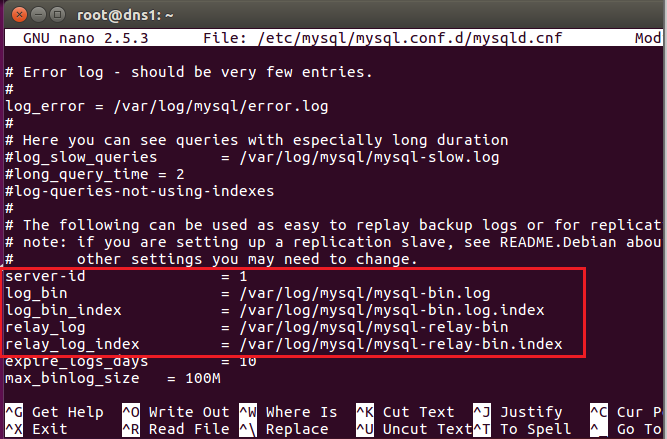 root@dns1: ~
GNU nano 2.5.3 File: /etc/mysql/mysql.conf.d/mysqld.cnf Mod
# Error log - should be very few entries.
#
log_error = /var/log/mysql/error.log
#
# Here you can see queries with especially long duration
#log_slow_queries = /var/log/mysql/mysql-slow.log
#long_query_time = 2
#log-queries-not-using-indexes
#
# The following can be used as easy to replay backup logs or for replicat
# note: if you are setting up a replication slave, see README.Debian abou
# other settings you may need to change.
server-id = 1
log_bin = /var/log/mysql/mysql-bin.log
log_bin_index = /var/log/mysql/mysql-bin.log.index
relay_log = /var/log/mysql/mysql-relay-bin
relay_log_index = /var/log/mysql/mysql-relay-bin.index
expire_logs_days = 10
max_binlog_size = 100M
^G Get Help ^O Write Out ^W Where Is ^K Cut Text ^J Justify ^C Cur Po
^X Exit ^R Read File ^\ Replace ^U Uncut Text ^T To Spell ^_ Go To